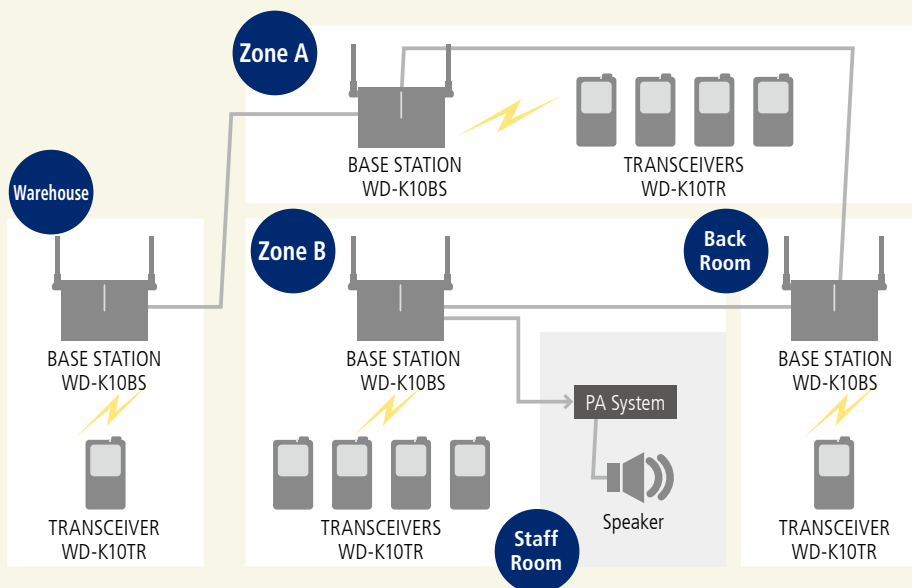 Zone A
BASE STATION
WD-K10BS
TRANSCEIVERS
WD-K10TR
Warehouse
BASE STATION
WD-K10BS
TRANSCEIVER
WD-K10TR
Zone B
BASE STATION
WD-K10BS
TRANSCEIVERS
WD-K10TR
PA System
Speaker
Staff
Room
Back
Room
BASE STATION
WD-K10BS
TRANSCEIVER
WD-K10TR